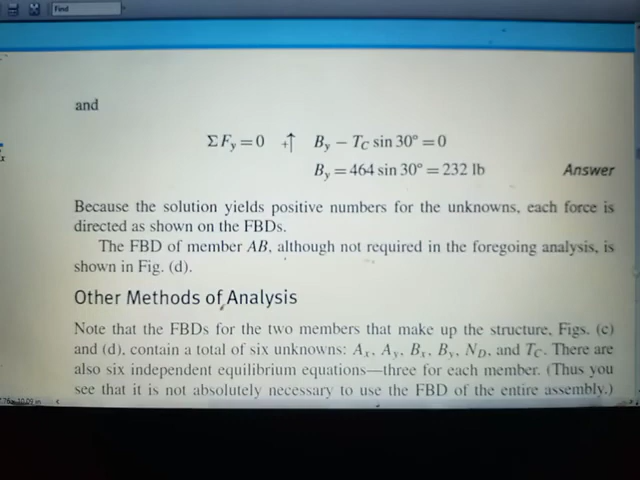 Find
and
ΣF_y = 0 +↑ B_y − T_C sin 30° = 0
B_y = 464 sin 30° = 232 lb Answer
Because the solution yields positive numbers for the unknowns, each force is
directed as shown on the FBDs.
The FBD of member AB, although not required in the foregoing analysis, is
shown in Fig. (d).
Other Methods of Analysis
Note that the FBDs for the two members that make up the structure, Figs. (c)
and (d), contain a total of six unknowns: A_x, A_y, B_x, B_y, N_D, and T_C. There are
also six independent equilibrium equations—three for each member. (Thus you
see that it is not absolutely necessary to use the FBD of the entire assembly.)